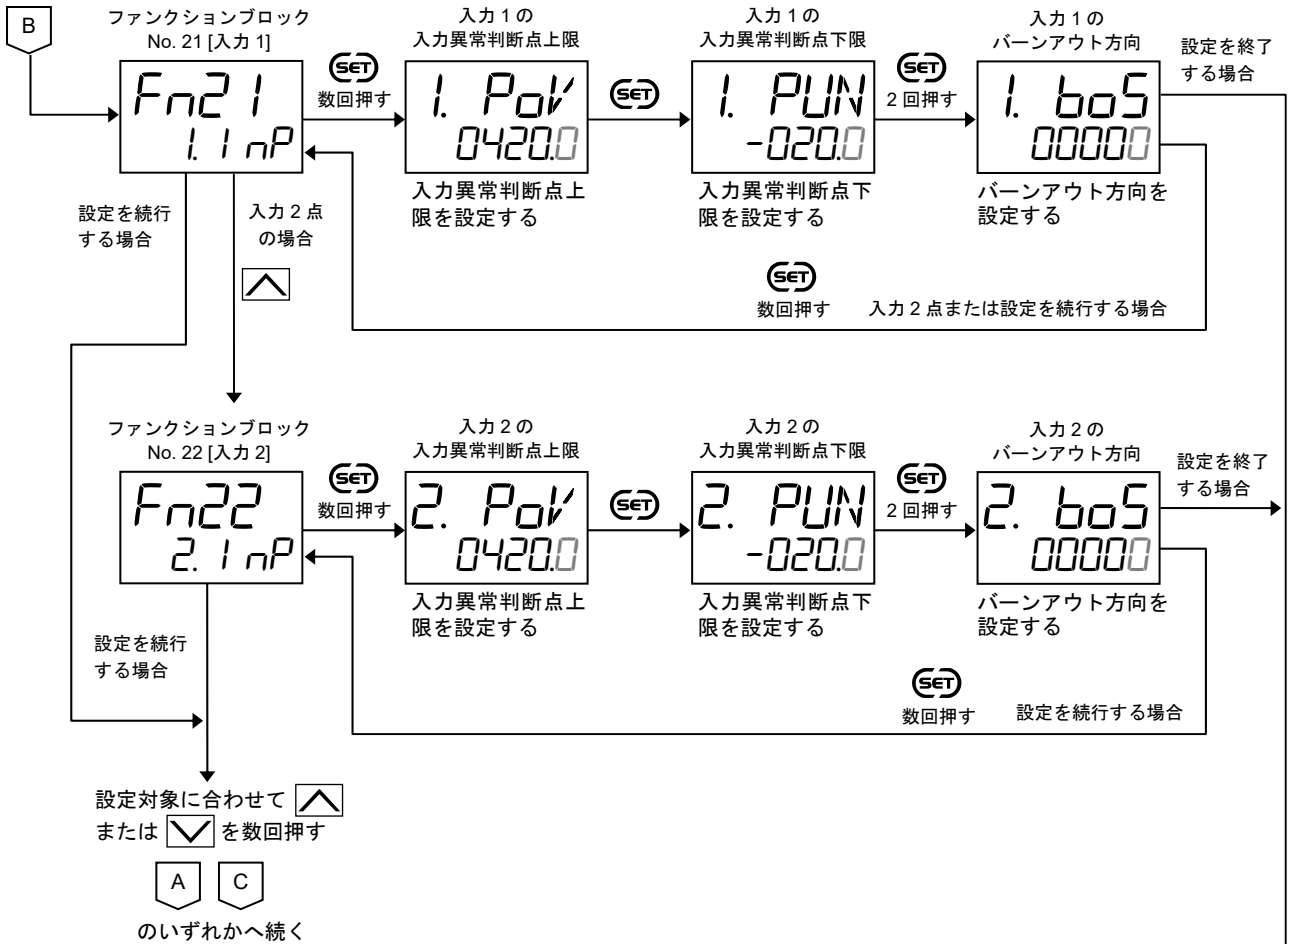 B
ファンクションブロック
No. 21 [入力 1]
Fn21
1. I nP
SET
数回押す
入力 1 の
入力異常判断点上限
1. PoV
0420.0
入力異常判断点上
限を設定する
SET
入力 1 の
入力異常判断点下限
1. PUN
-020.0
入力異常判断点下
限を設定する
SET
2 回押す
入力 1 の
バーンアウト方向
1. boS
00000
バーンアウト方向を
設定する
設定を終了
する場合
設定を続行
する場合
入力 2 点
の場合
SET
数回押す
入力 2 点または設定を続行する場合
ファンクションブロック
No. 22 [入力 2]
Fn22
2. I nP
SET
数回押す
入力 2 の
入力異常判断点上限
2. PoV
0420.0
入力異常判断点上
限を設定する
SET
入力 2 の
入力異常判断点下限
2. PUN
-020.0
入力異常判断点下
限を設定する
SET
2 回押す
入力 2 の
バーンアウト方向
2. boS
00000
バーンアウト方向を
設定する
設定を終了
する場合
設定を続行
する場合
SET
数回押す
設定を続行する場合
設定対象に合わせて
または を数回押す
A C
のいずれかへ続く